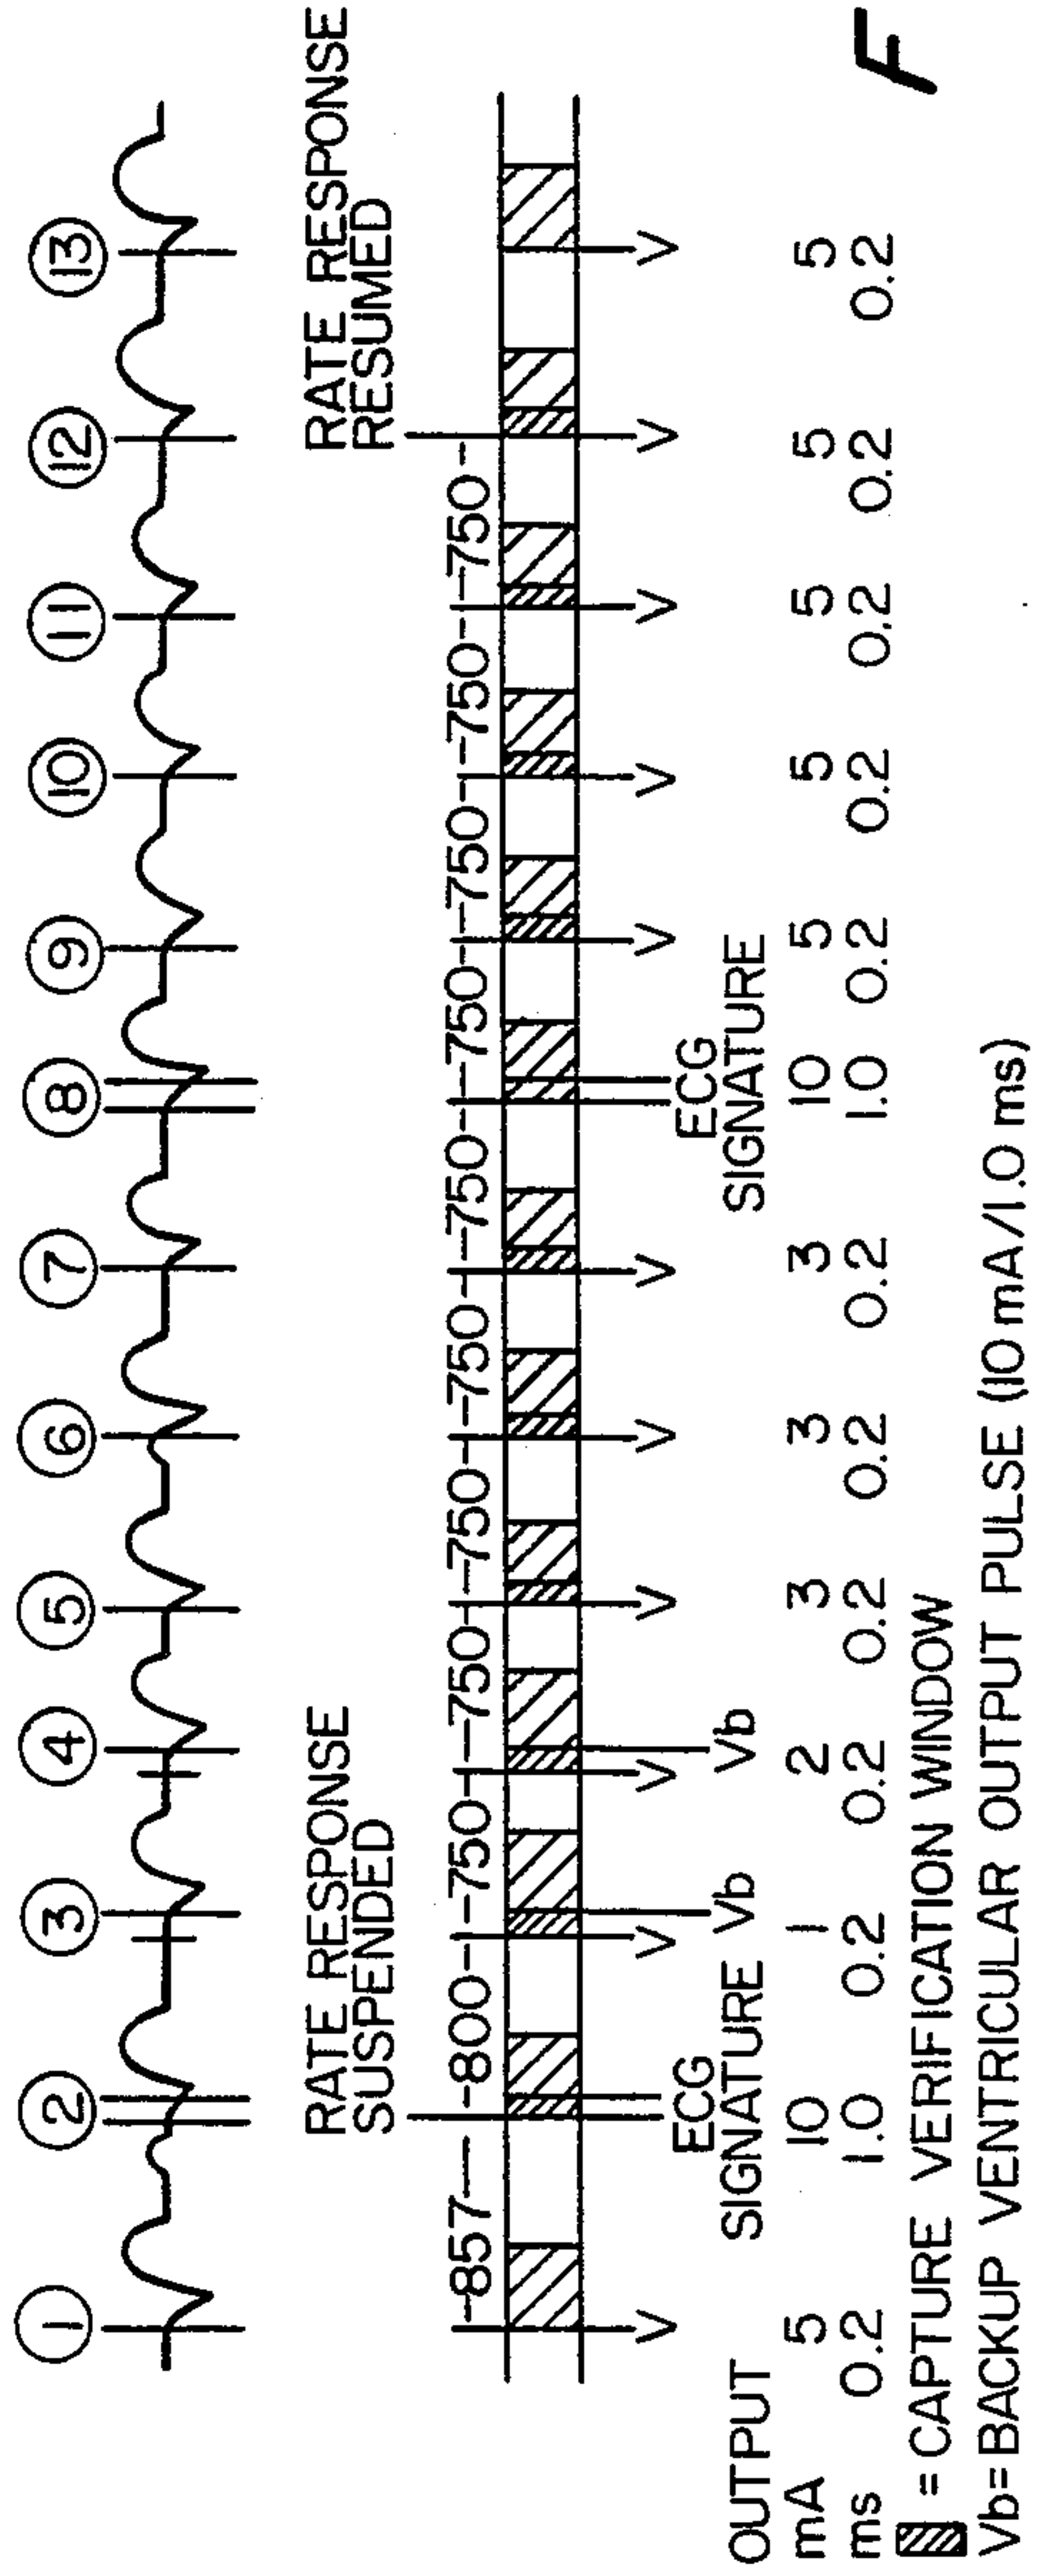 1 2 3 4 5 6 7 8 9 10 11 12 13
RATE RESPONSE
SUSPENDED
RATE RESPONSE
RESUMED
857 800 750 750 750 750 750 750 750 750 750 750
ECG
SIGNATURE
Vb Vb
ECG
SIGNATURE
V V V V V V V V V V V
OUTPUT
mA 5 10 1 2 3 3 3 10 5 5 5 5 5
ms 0.2 1.0 0.2 0.2 0.2 0.2 0.2 1.0 0.2 0.2 0.2 0.2 0.2
= CAPTURE VERIFICATION WINDOW
Vb= BACKUP VENTRICULAR OUTPUT PULSE (10 mA/1.0 ms)
F